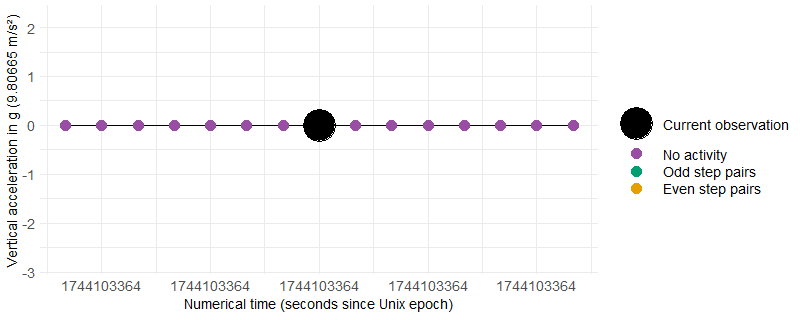 Vertical acceleration in g (9.80665 m/s²)
2
1
0
-1
-2
-3
1744103364 1744103364 1744103364 1744103364 1744103364
Numerical time (seconds since Unix epoch)
Current observation
No activity
Odd step pairs
Even step pairs